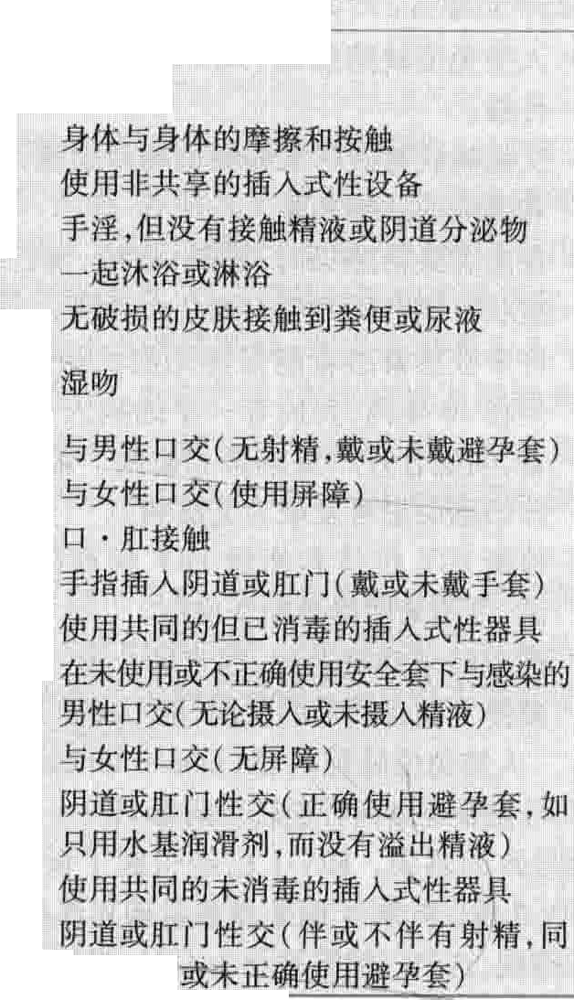 身体与身体的摩擦和按触
使用非共享的插入式性设备
手淫,但没有接触精液或阴道分泌物
一起沐浴或淋浴
无破损的皮肤接触到粪便或尿液
湿吻
与男性口交(无射精,戴或未戴避孕套)
与女性口交(使用屏障)
口·肛接触
手指插入阴道或肛门(戴或未戴手套)
使用共同的但已消毒的插入式性器具
在未使用或不正确使用安全套下与感染的
男性口交(无论摄入或未摄入精液)
与女性口交(无屏障)
阴道或肛门性交(正确使用避孕套,如
只用水基润滑剂,而没有溢出精液)
使用共同的未消毒的插入式性器具
阴道或肛门性交(伴或不伴有射精,同
或未正确使用避孕套)